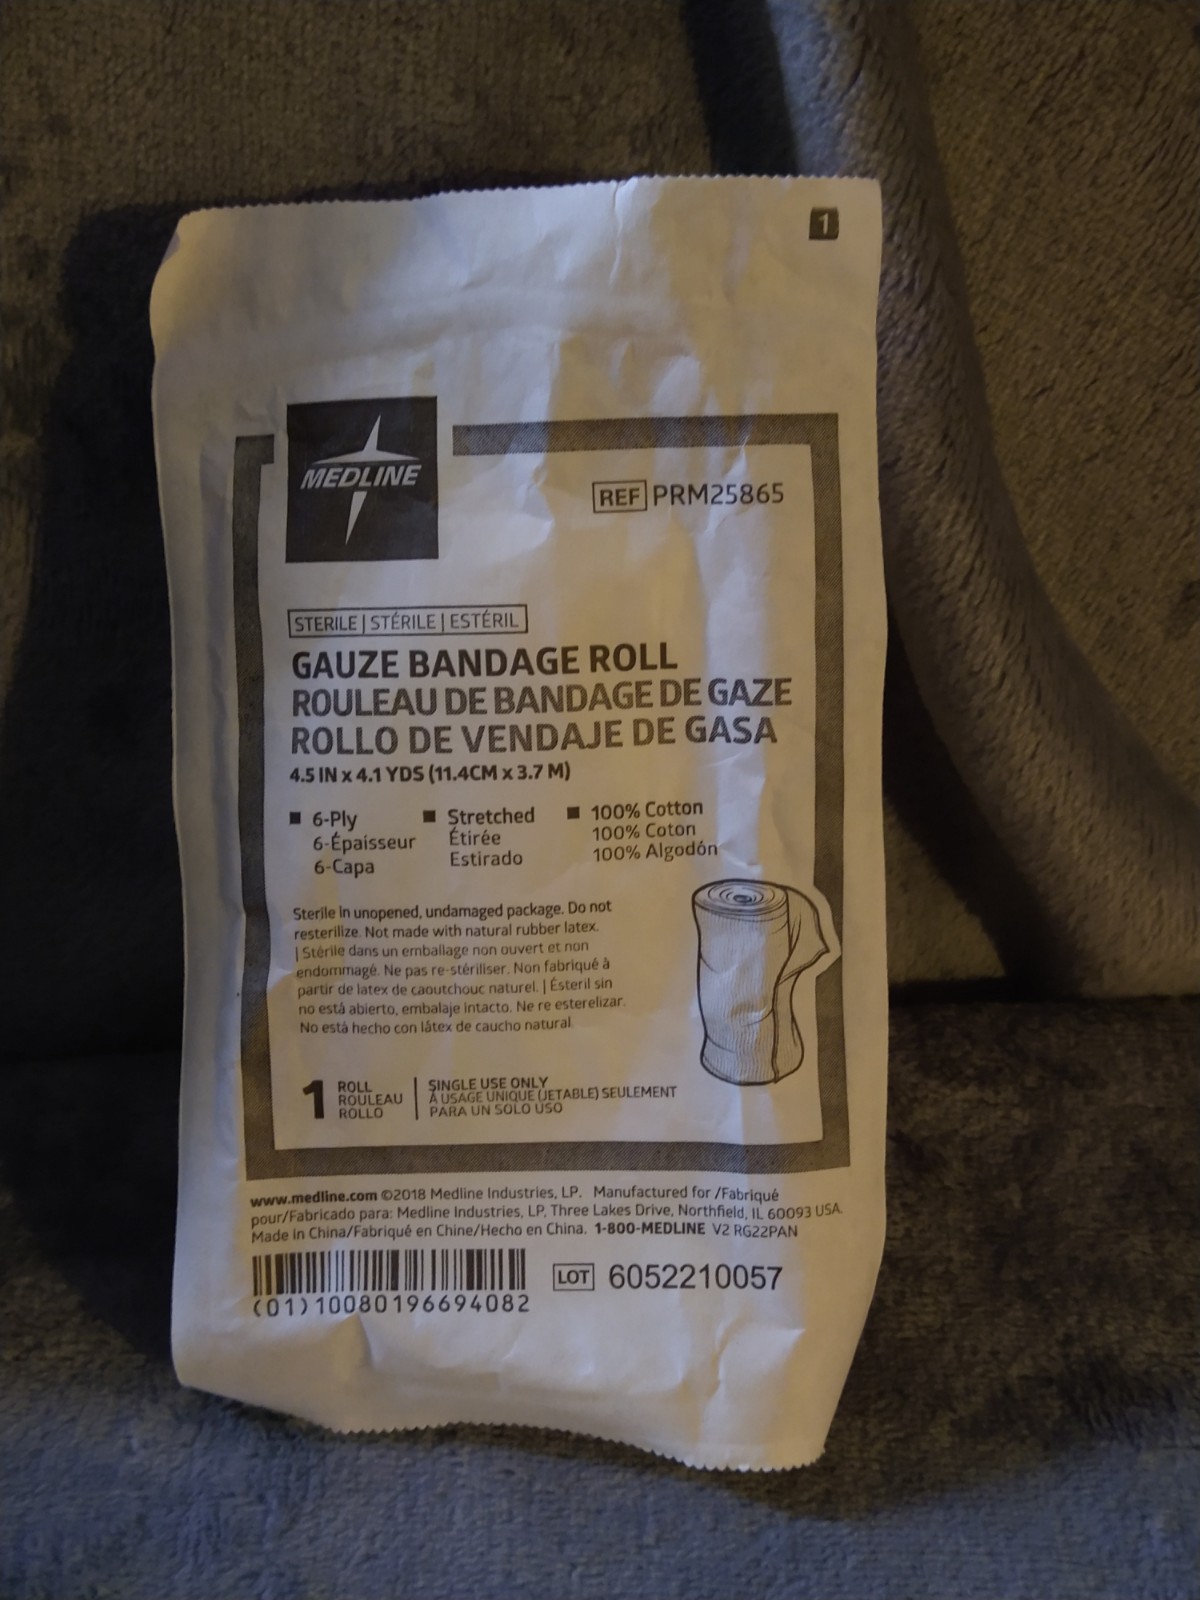 1
MEDLINE
REF PRM25865
STERILE | STÉRILE | ESTÉRIL
GAUZE BANDAGE ROLL
ROULEAU DE BANDAGE DE GAZE
ROLLO DE VENDAJE DE GASA
4.5 IN x 4.1 YDS (11.4CM x 3.7 M)
■ 6-Ply
6-Épaisseur
6-Capa
■ Stretched
Étirée
Estirado
■ 100% Cotton
100% Coton
100% Algodón
Sterile in unopened, undamaged package. Do not
resterilize. Not made with natural rubber latex.
| Stérile dans un emballage non ouvert et non
endommagé. Ne pas re-stériliser. Non fabriqué à
partir de latex de caoutchouc naturel. | Ésteril sin
no está abierto, embalaje intacto. Ne re esterelizar.
No está hecho con látex de caucho natural.
1 ROLL
ROULEAU
ROLLO
SINGLE USE ONLY
À USAGE UNIQUE (JETABLE) SEULEMENT
PARA UN SOLO USO
www.medline.com ©2018 Medline Industries, LP. Manufactured for /Fabriqué
pour/Fabricado para: Medline Industries, LP, Three Lakes Drive, Northfield, IL 60093 USA.
Made in China/Fabriqué en Chine/Hecho en China. 1-800-MEDLINE V2 RG22PAN
LOT 6052210057
(01)10080196694082